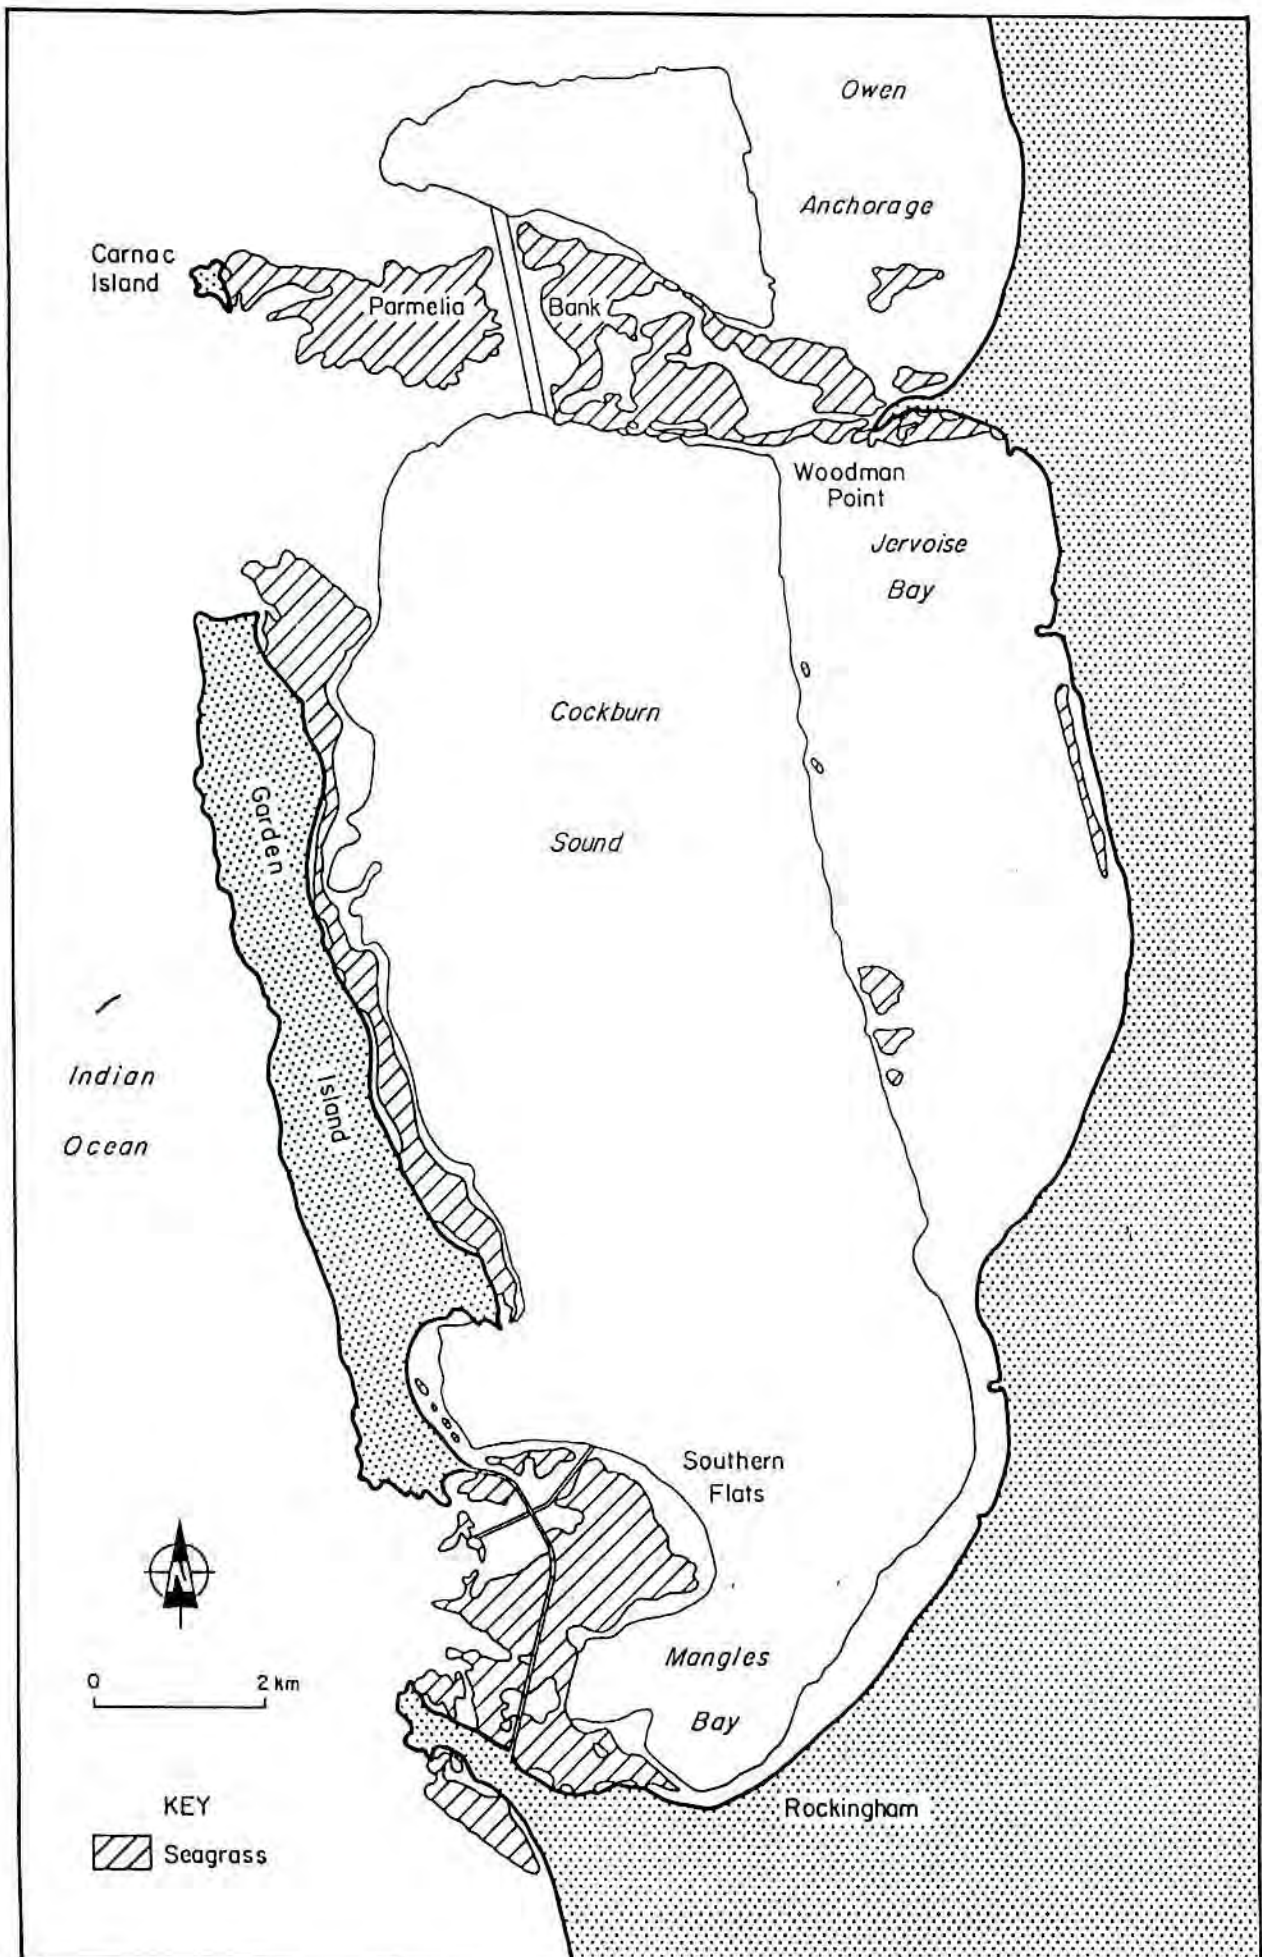 Owen
Anchorage
Carnac
Island
Parmelia
Bank
Woodman
Point
Jervoise
Bay
Cockburn
Sound
Garden
Island
Indian
Ocean
Southern
Flats
N
0 2 km
Mangles
Bay
Rockingham
KEY
Seagrass